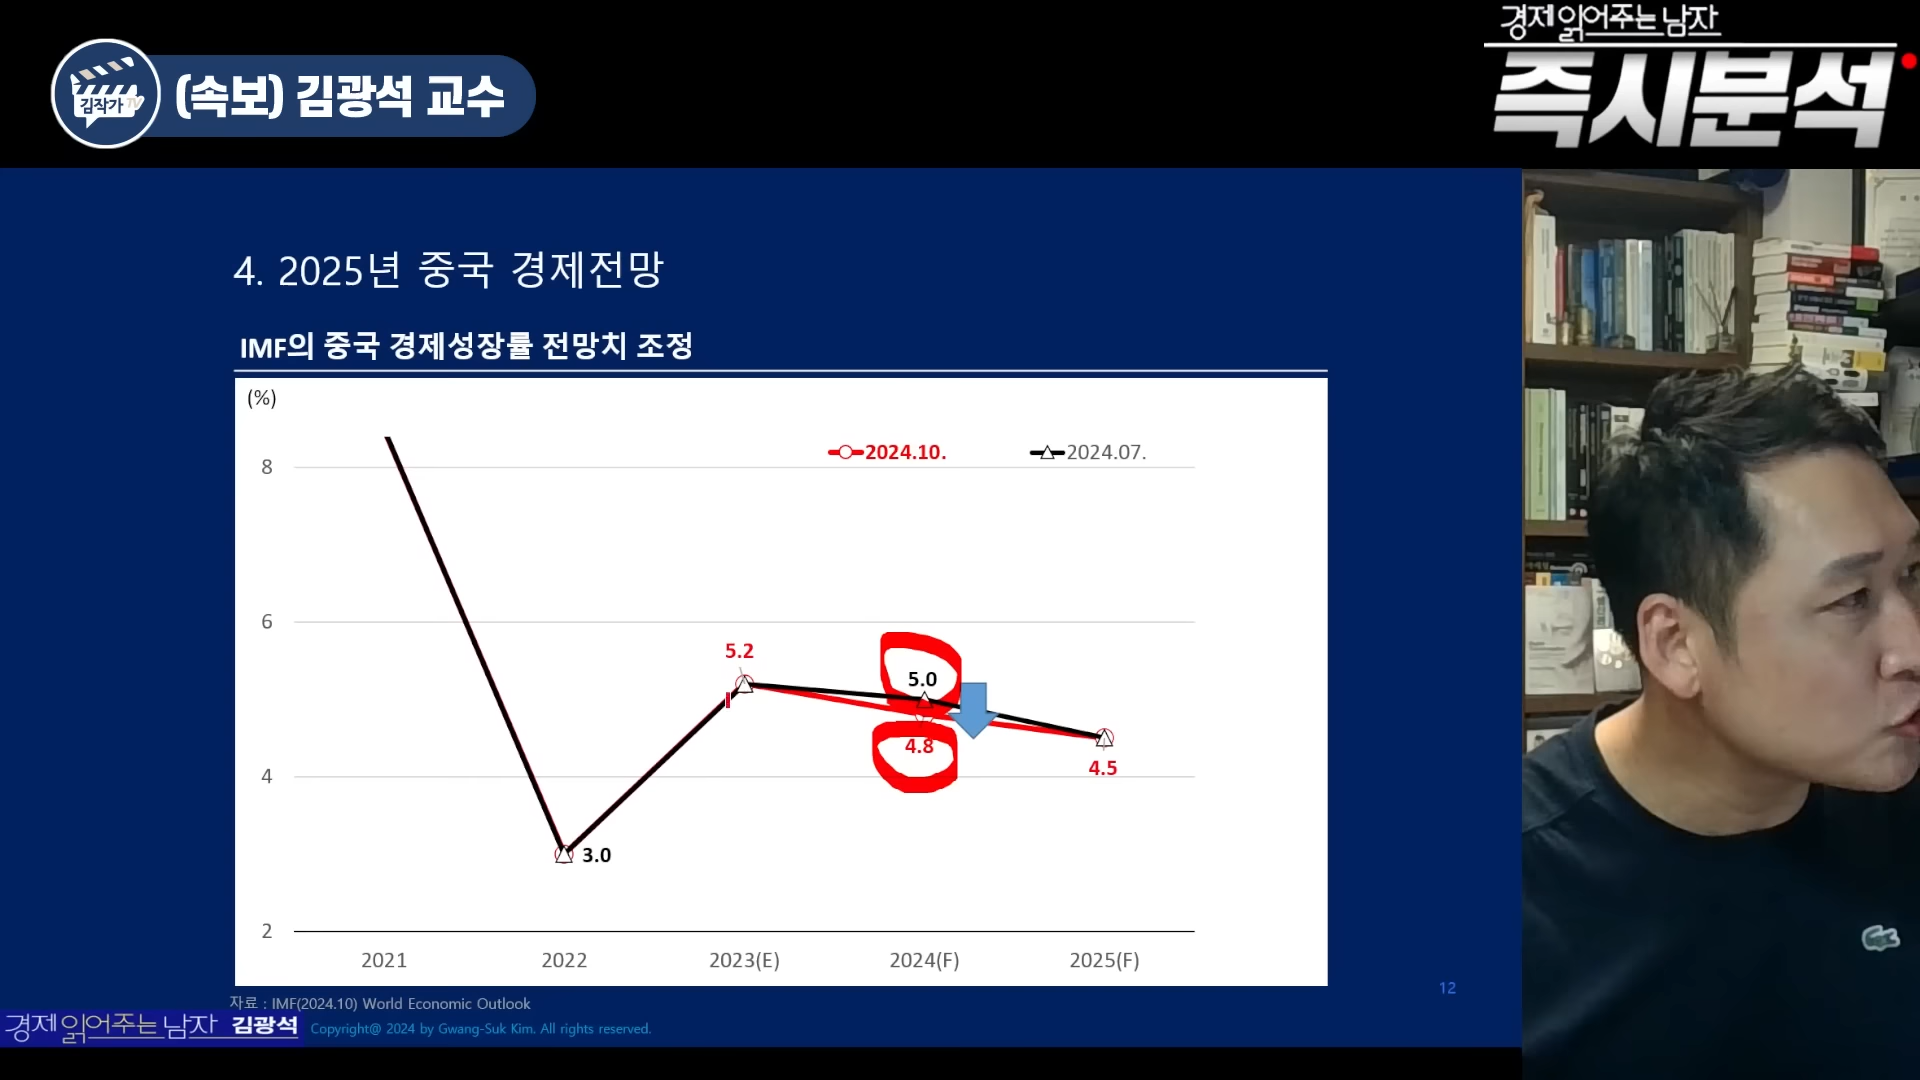 경제 읽어주는 남자
즉시분석
김작가 TV
(속보) 김광석 교수
4. 2025년 중국 경제전망
IMF의 중국 경제성장률 전망치 조정
(%)
2024.10.
2024.07.
8
6
4
2
5.2
5.0
4.8
4.5
3.0
2021
2022
2023(E)
2024(F)
2025(F)
자료 : IMF(2024.10) World Economic Outlook
12
경제 읽어주는 남자 김광석
Copyright@ 2024 by Gwang-Suk Kim. All rights reserved.